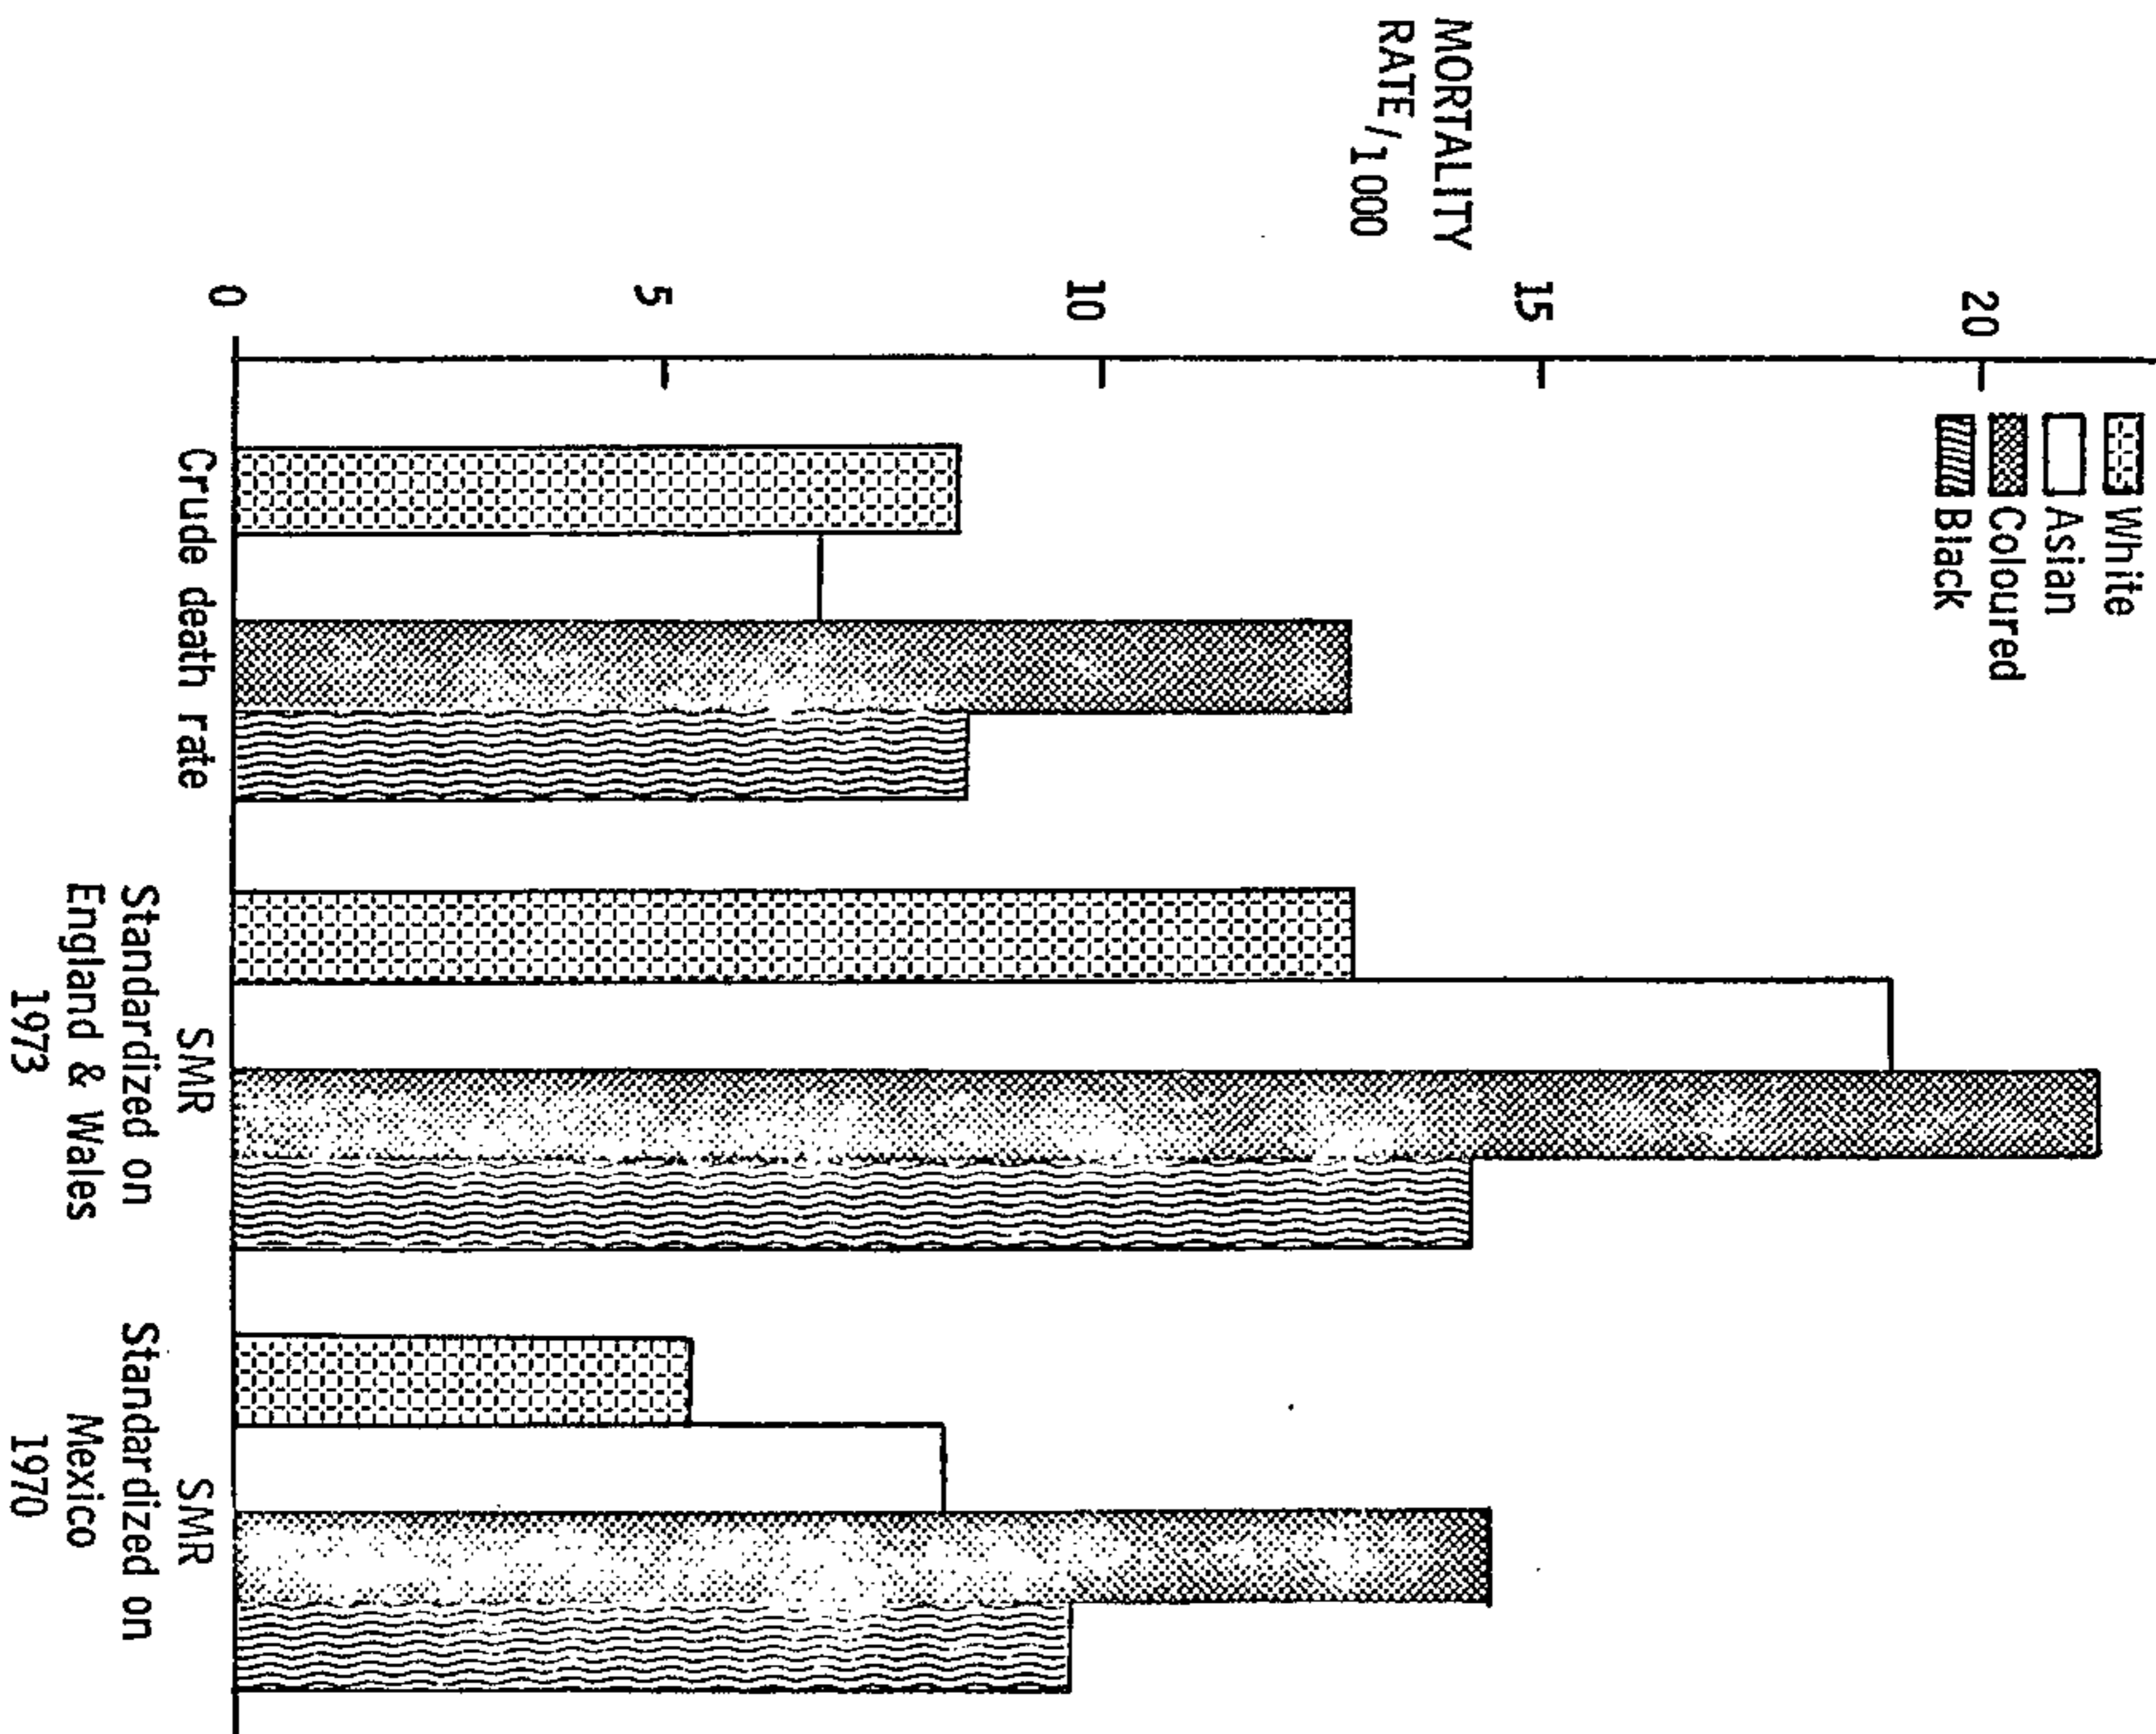 MORTALITY
RATE/1000
20
15
10
5
0
White
Asian
Coloured
Black
Crude death rate
SMR
Standardized on
England & Wales
1973
SMR
Standardized on
Mexico
1970